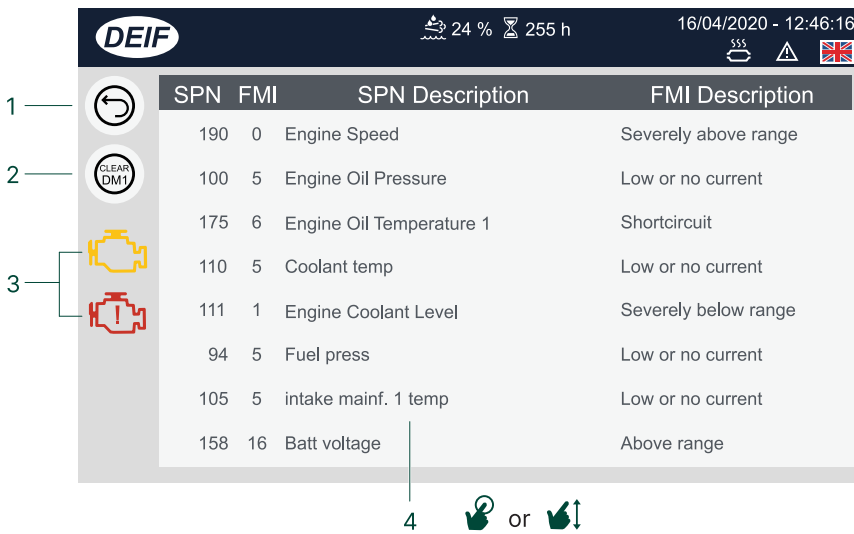 DEIF
24 % 255 h
16/04/2020 - 12:46:16
1
SPN FMI SPN Description FMI Description
190 0 Engine Speed Severely above range
2
CLEAR
DM1
100 5 Engine Oil Pressure Low or no current
175 6 Engine Oil Temperature 1 Shortcircuit
3
110 5 Coolant temp Low or no current
111 1 Engine Coolant Level Severely below range
!
94 5 Fuel press Low or no current
105 5 intake mainf. 1 temp Low or no current
158 16 Batt voltage Above range
4 or